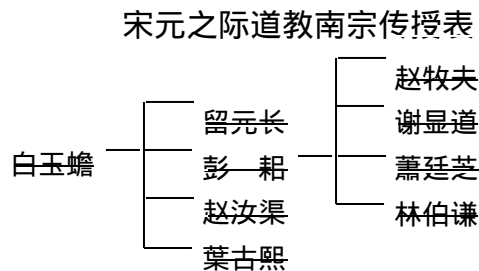 宋元之际道教南宗传授表
赵牧夫
留元长
谢显道
白玉蟾
彭 耜
蕭廷芝
赵汝渠
林伯谦
葉古熙